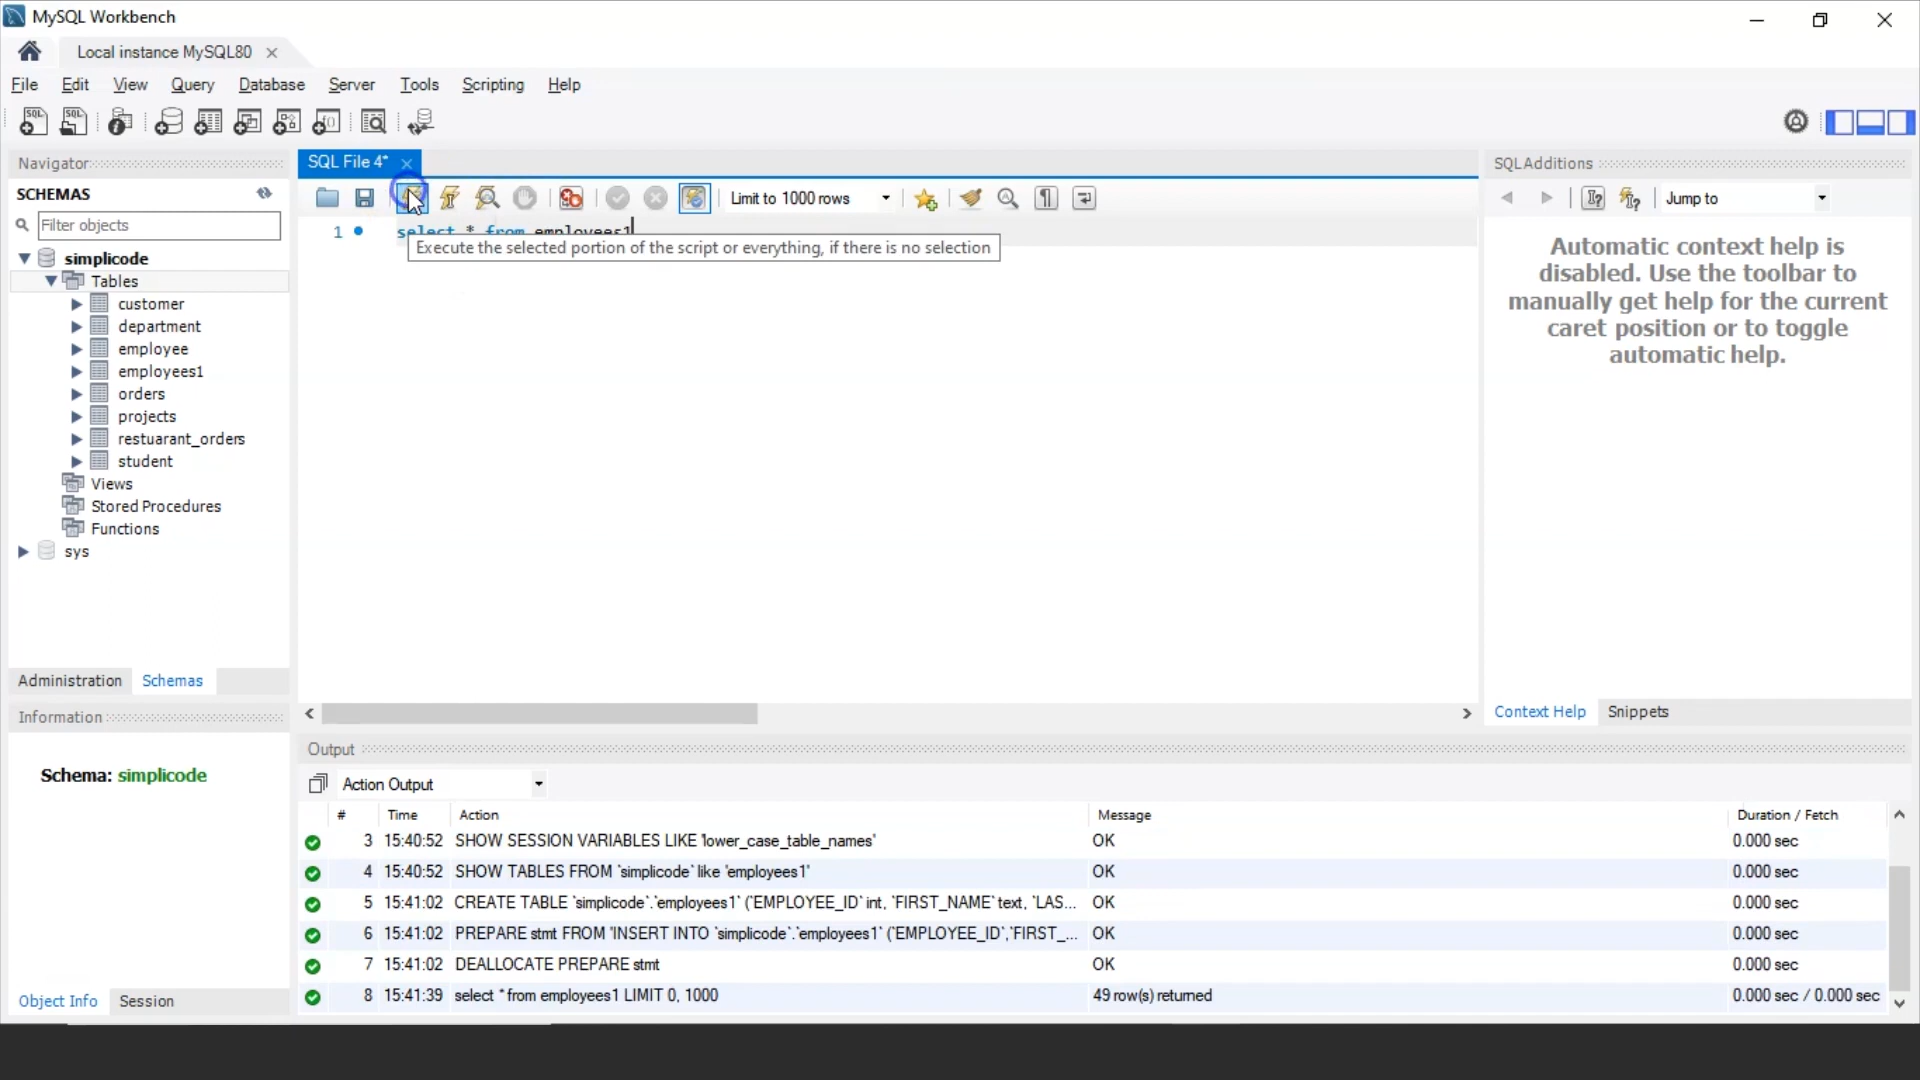 MySQL Workbench
Local instance MySQL80
File Edit View Query Database Server Tools Scripting Help
Navigator
SCHEMAS
Filter objects
simplicode
Tables
customer
department
employee
employees1
orders
projects
restuarant_orders
student
Views
Stored Procedures
Functions
sys
Administration Schemas
Information
Schema: simplicode
Object Info Session
SQL File 4*
Limit to 1000 rows
1 select * from employees1
Execute the selected portion of the script or everything, if there is no selection
SQLAdditions
Jump to
Automatic context help is
disabled. Use the toolbar to
manually get help for the current
caret position or to toggle
automatic help.
Context Help Snippets
Output
Action Output
# Time Action Message Duration / Fetch
3 15:40:52 SHOW SESSION VARIABLES LIKE 'lower_case_table_names' OK 0.000 sec
4 15:40:52 SHOW TABLES FROM `simplicode` like 'employees1' OK 0.000 sec
5 15:41:02 CREATE TABLE `simplicode`.`employees1` (`EMPLOYEE_ID` int, `FIRST_NAME` text, `LAS... OK 0.000 sec
6 15:41:02 PREPARE stmt FROM 'INSERT INTO `simplicode`.`employees1` (`EMPLOYEE_ID`,`FIRST_... OK 0.000 sec
7 15:41:02 DEALLOCATE PREPARE stmt OK 0.000 sec
8 15:41:39 select * from employees1 LIMIT 0, 1000 49 row(s) returned 0.000 sec / 0.000 sec